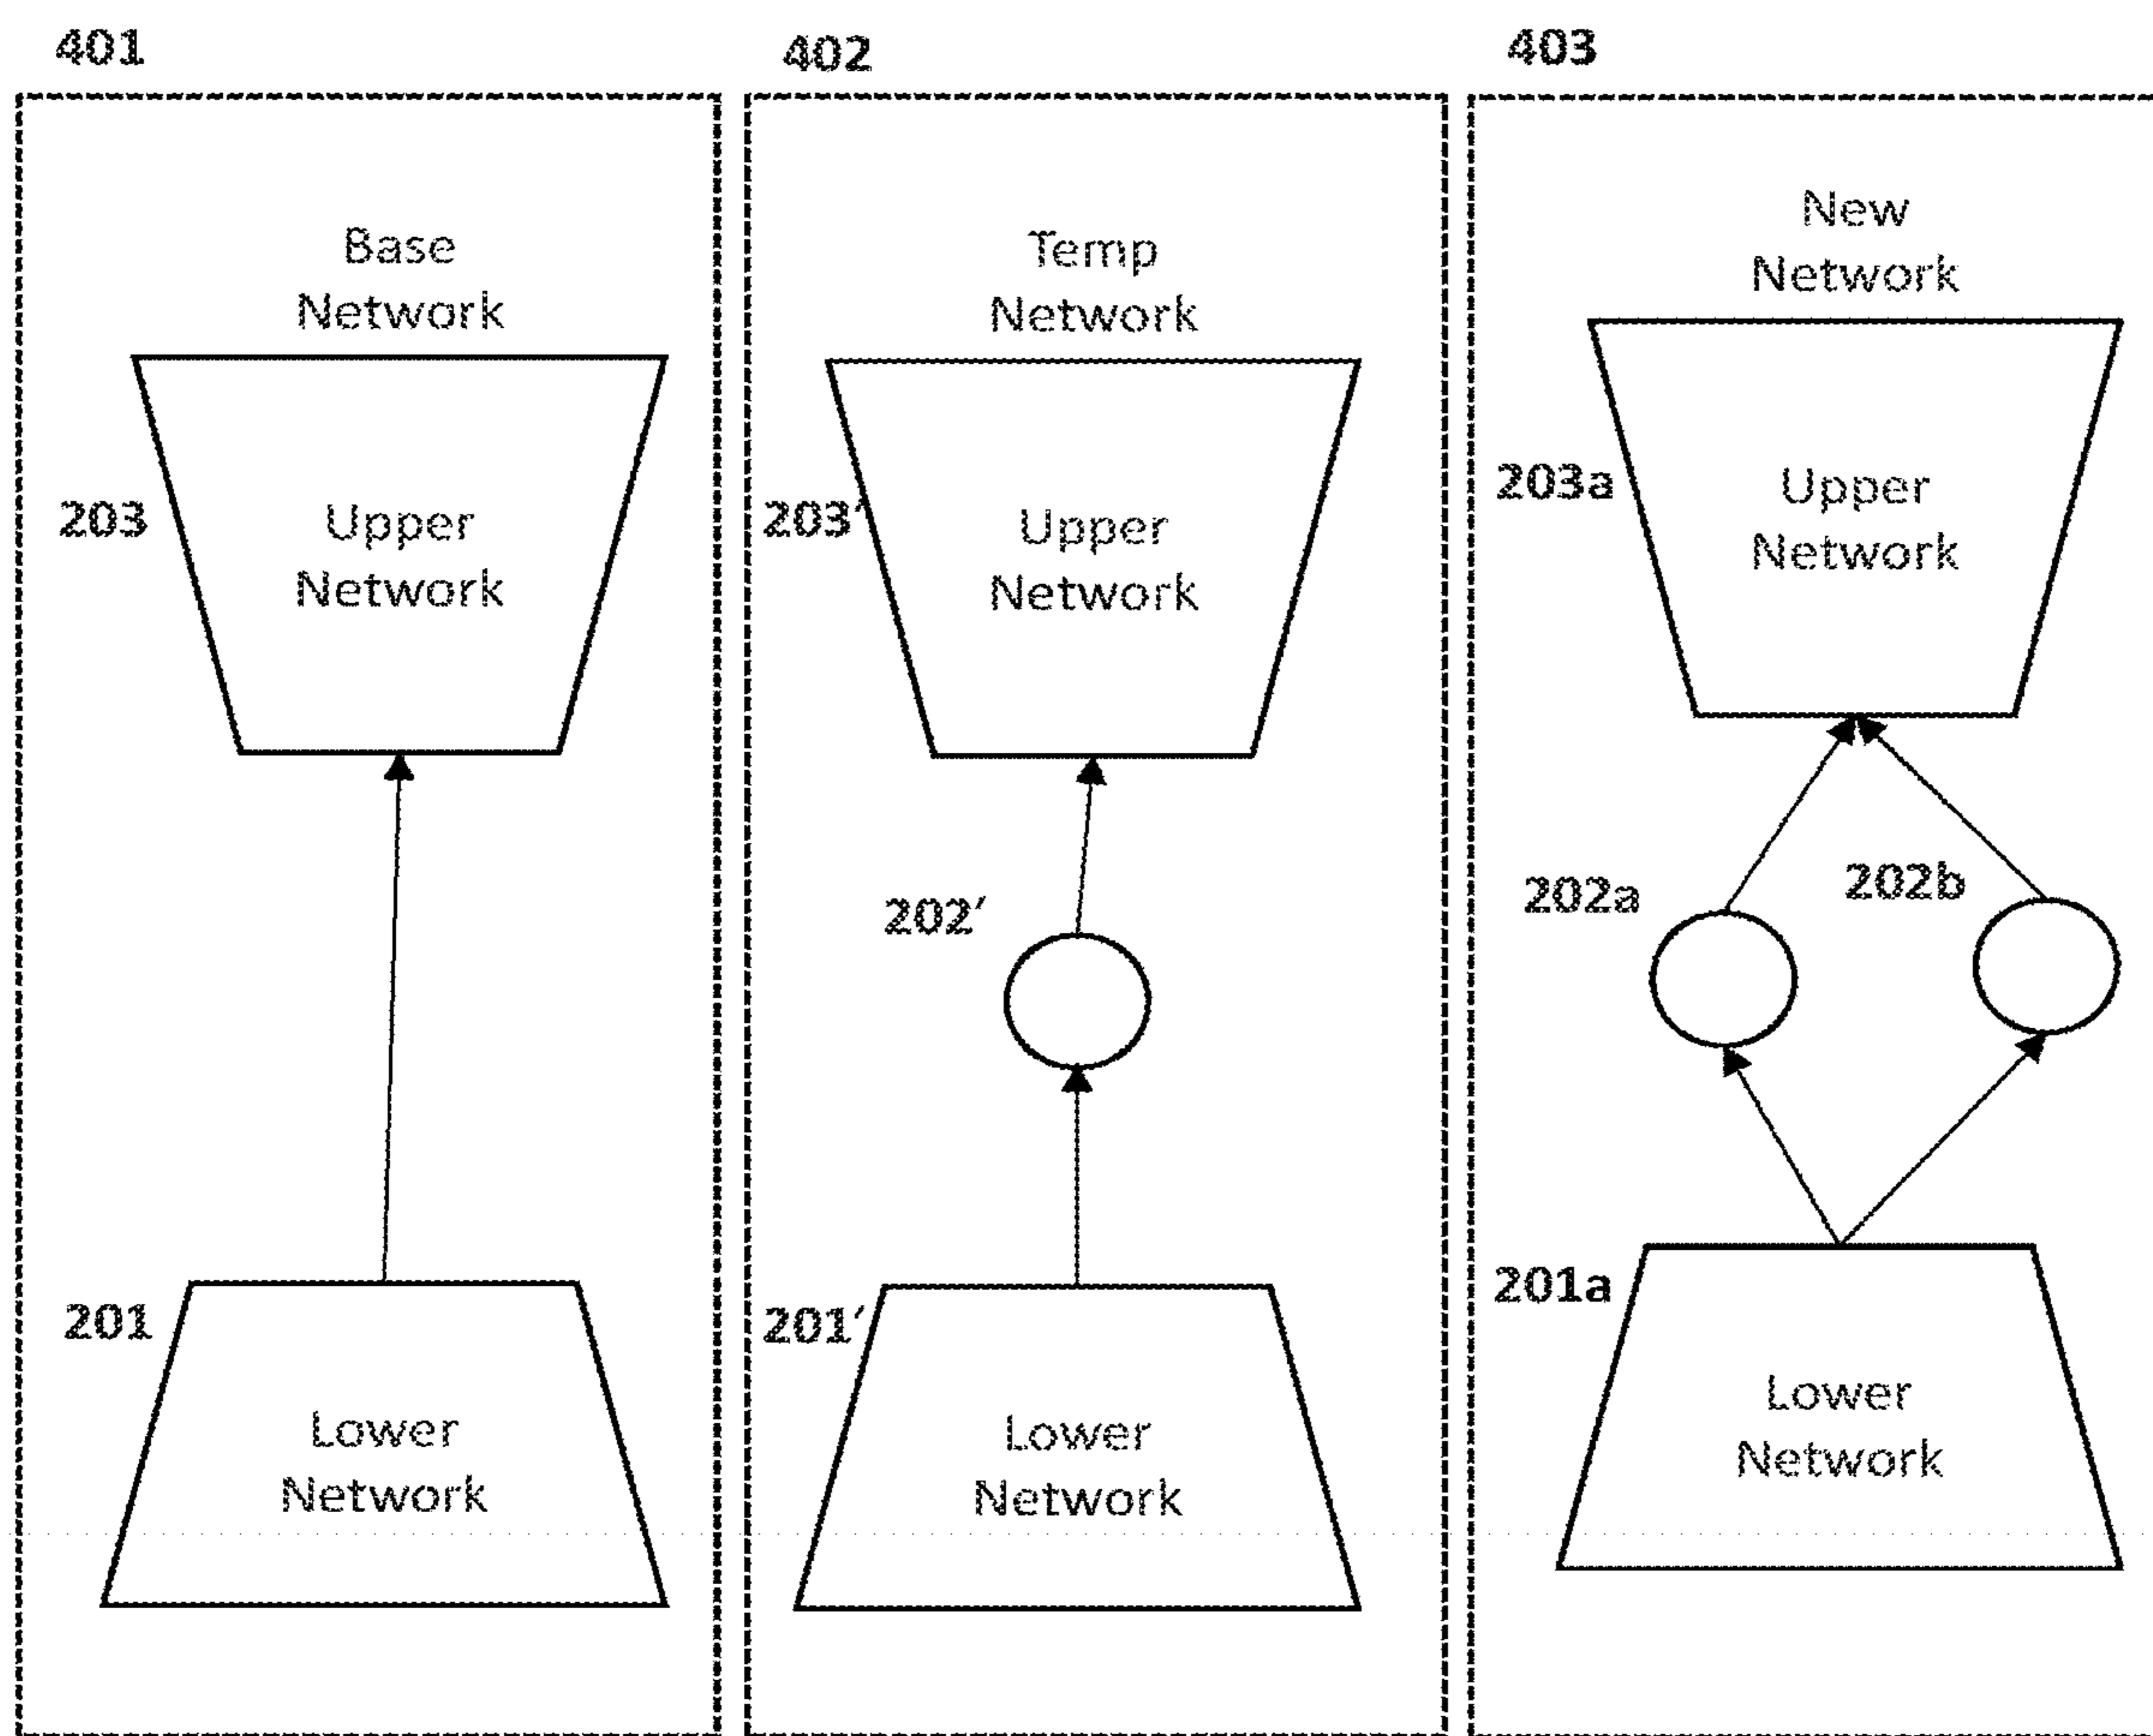 401
Base
Network
203
Upper
Network
201
Lower
Network
402
Temp
Network
203′
Upper
Network
202′
201′
Lower
Network
403
New
Network
203a
Upper
Network
202a
202b
201a
Lower
Network